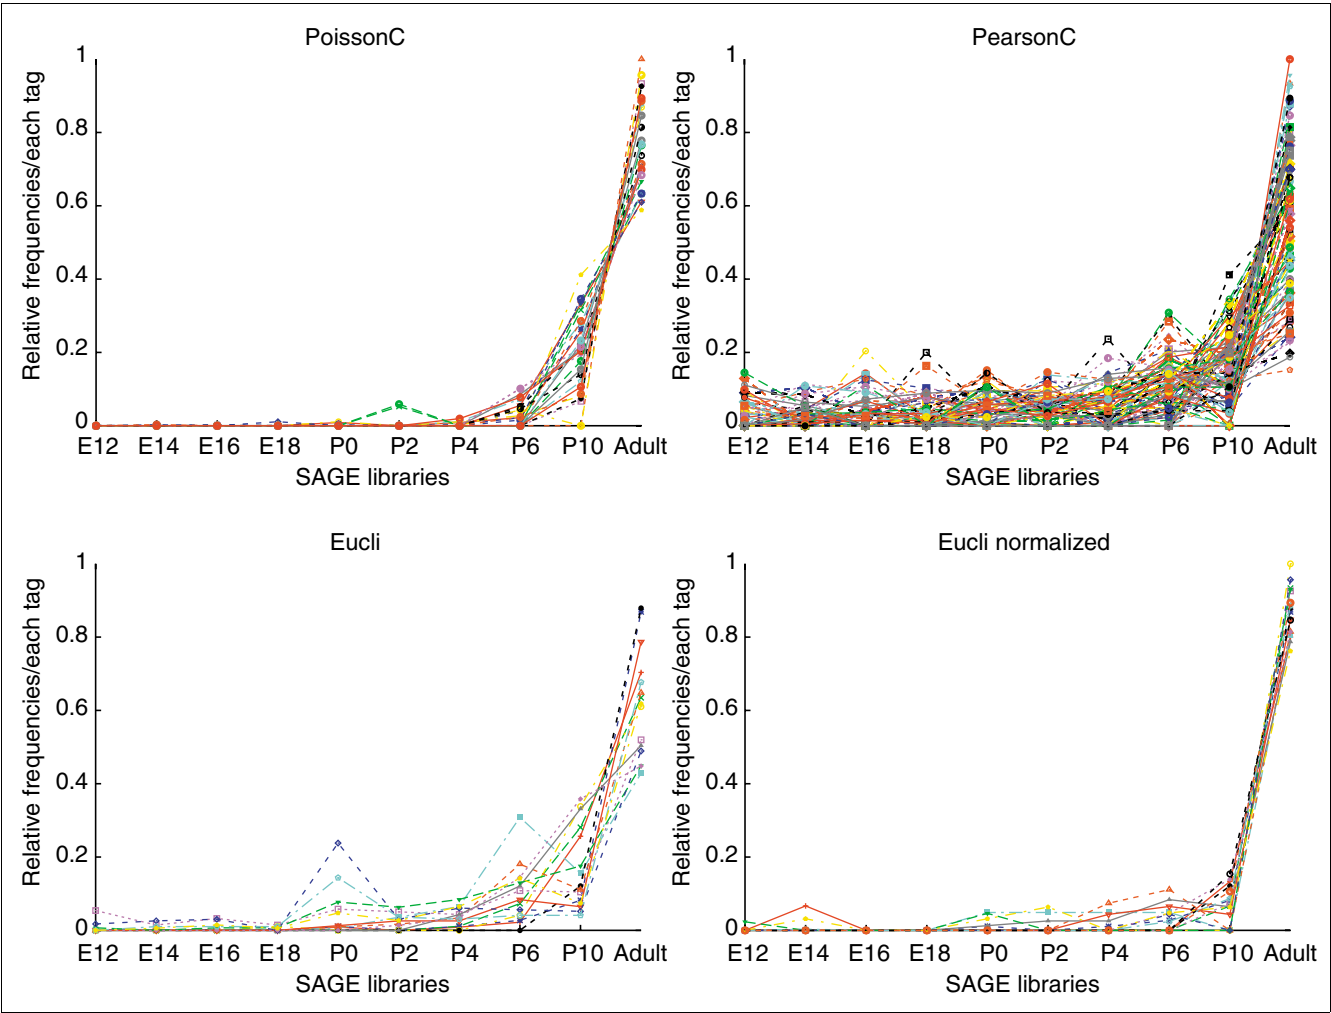 PoissonC
Relative frequencies/each tag
1
0.8
0.6
0.4
0.2
0
E12 E14 E16 E18 P0 P2 P4 P6 P10 Adult
SAGE libraries
PearsonC
Relative frequencies/each tag
1
0.8
0.6
0.4
0.2
0
E12 E14 E16 E18 P0 P2 P4 P6 P10 Adult
SAGE libraries
Eucli
Relative frequencies/each tag
1
0.8
0.6
0.4
0.2
0
E12 E14 E16 E18 P0 P2 P4 P6 P10 Adult
SAGE libraries
Eucli normalized
Relative frequencies/each tag
1
0.8
0.6
0.4
0.2
0
E12 E14 E16 E18 P0 P2 P4 P6 P10 Adult
SAGE libraries